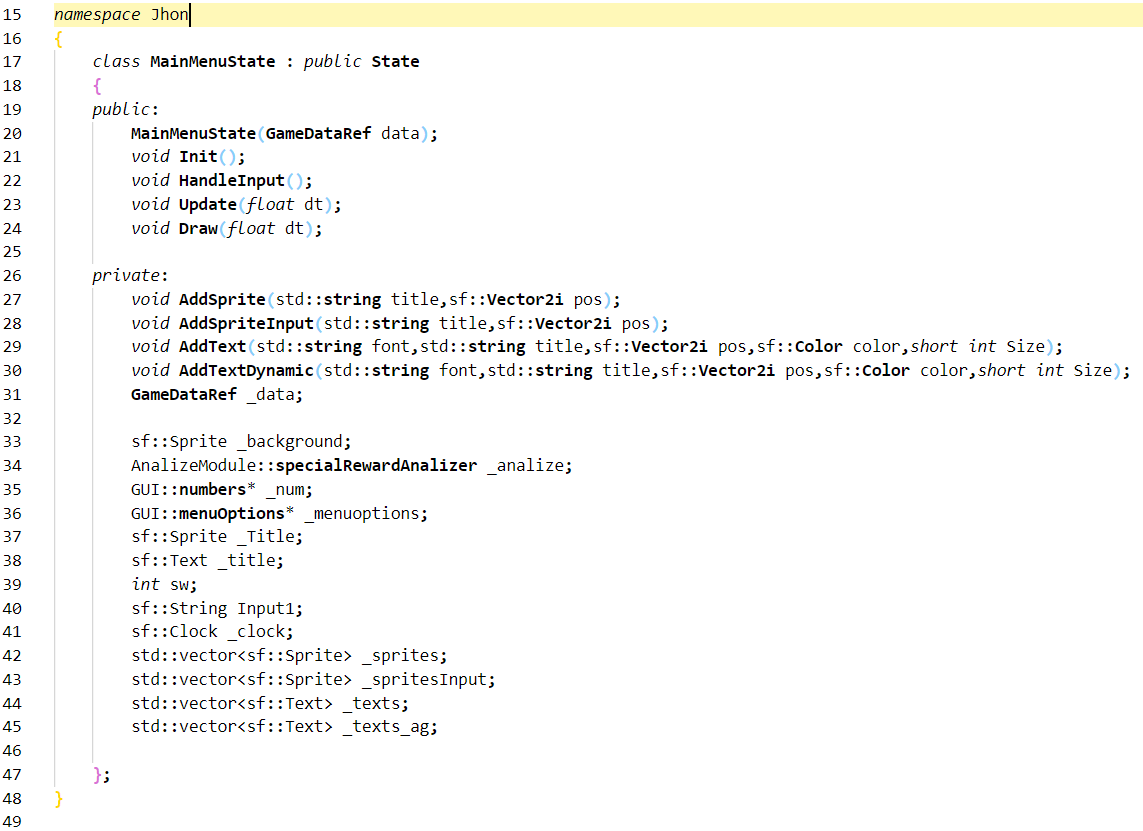 15 namespace Jhon
16 {
17     class MainMenuState : public State
18     {
19     public:
20         MainMenuState(GameDataRef data);
21         void Init();
22         void HandleInput();
23         void Update(float dt);
24         void Draw(float dt);
25
26     private:
27         void AddSprite(std::string title,sf::Vector2i pos);
28         void AddSpriteInput(std::string title,sf::Vector2i pos);
29         void AddText(std::string font,std::string title,sf::Vector2i pos,sf::Color color,short int Size);
30         void AddTextDynamic(std::string font,std::string title,sf::Vector2i pos,sf::Color color,short int Size);
31         GameDataRef _data;
32
33         sf::Sprite _background;
34         AnalizeModule::specialRewardAnalizer _analize;
35         GUI::numbers* _num;
36         GUI::menuOptions* _menuoptions;
37         sf::Sprite _Title;
38         sf::Text _title;
39         int sw;
40         sf::String Input1;
41         sf::Clock _clock;
42         std::vector<sf::Sprite> _sprites;
43         std::vector<sf::Sprite> _spritesInput;
44         std::vector<sf::Text> _texts;
45         std::vector<sf::Text> _texts_ag;
46
47     };
48 }
49